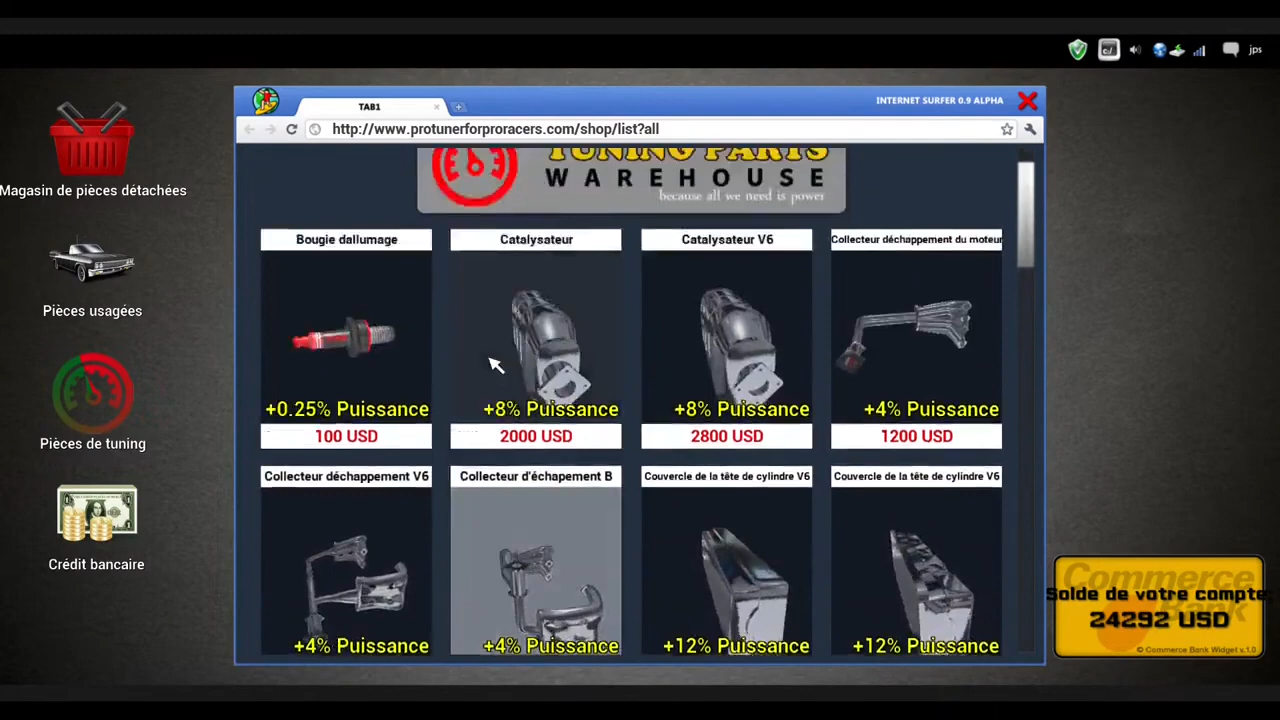 jps
TAB1
INTERNET SURFER 0.9 ALPHA
http://www.protunerforproracers.com/shop/list?all
TUNING PARTS
WAREHOUSE
because all we need is power
Magasin de pièces détachées
Pièces usagées
Pièces de tuning
Crédit bancaire
Bougie dallumage
Catalysateur
Catalysateur V6
Collecteur déchappement du moteur
+0.25% Puissance
+8% Puissance
+8% Puissance
+4% Puissance
100 USD
2000 USD
2800 USD
1200 USD
Collecteur déchappement V6
Collecteur d'échapement B
Couvercle de la tête de cylindre V6
Couvercle de la tête de cylindre V6
+4% Puissance
+4% Puissance
+12% Puissance
+12% Puissance
Commerce
Bank
Solde de votre compte:
24292 USD
© Commerce Bank Widget v.1.0